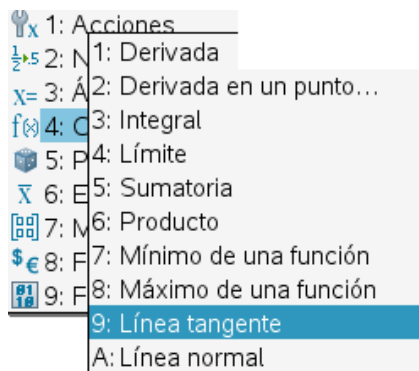 1: Acciones
2: N
3: Á
4: C
5: P
6: E
7: M
8: F
9: F
1: Derivada
2: Derivada en un punto...
3: Integral
4: Límite
5: Sumatoria
6: Producto
7: Mínimo de una función
8: Máximo de una función
9: Línea tangente
A: Línea normal